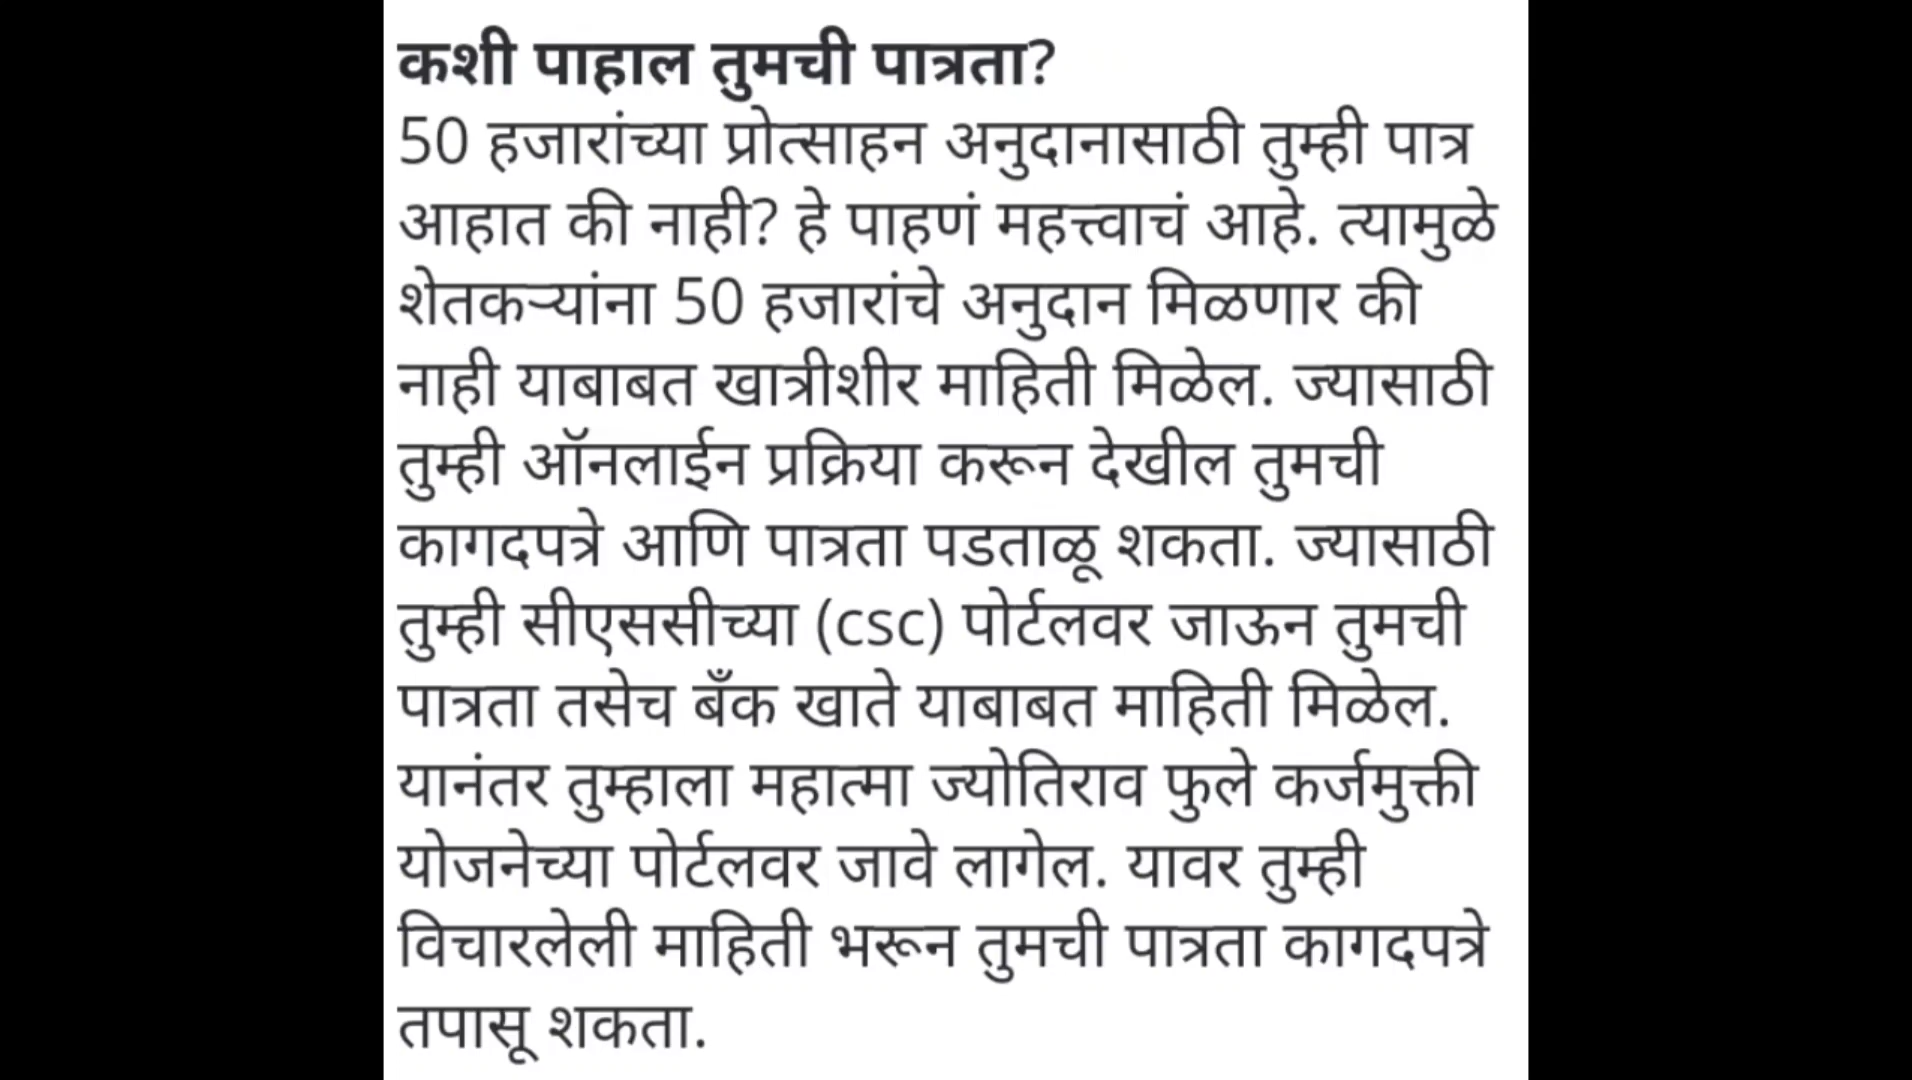 कशी पाहाल तुमची पात्रता?
50 हजारांच्या प्रोत्साहन अनुदानासाठी तुम्ही पात्र
आहात की नाही? हे पाहणं महत्त्वाचं आहे. त्यामुळे
शेतकऱ्यांना 50 हजारांचे अनुदान मिळणार की
नाही याबाबत खात्रीशीर माहिती मिळेल. ज्यासाठी
तुम्ही ऑनलाईन प्रक्रिया करून देखील तुमची
कागदपत्रे आणि पात्रता पडताळू शकता. ज्यासाठी
तुम्ही सीएससीच्या (csc) पोर्टलवर जाऊन तुमची
पात्रता तसेच बँक खाते याबाबत माहिती मिळेल.
यानंतर तुम्हाला महात्मा ज्योतिराव फुले कर्जमुक्ती
योजनेच्या पोर्टलवर जावे लागेल. यावर तुम्ही
विचारलेली माहिती भरून तुमची पात्रता कागदपत्रे
तपासू शकता.